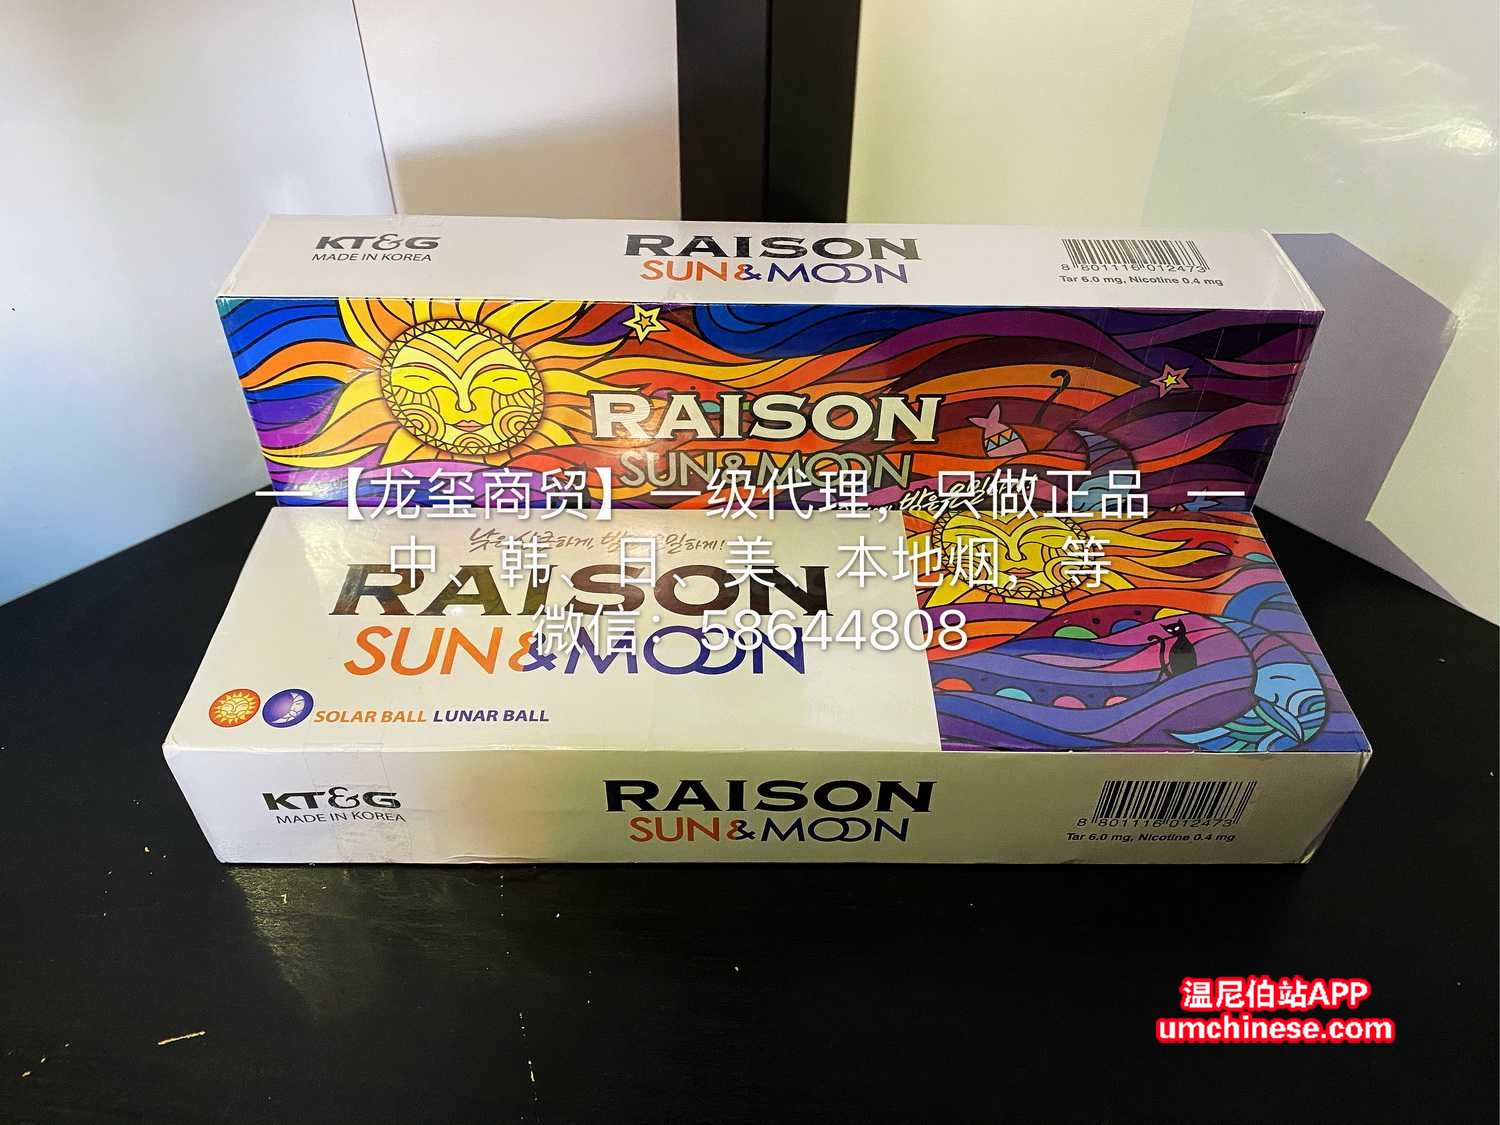 KT&G
MADE IN KOREA
RAISON
SUN&MOON
8 801116 012473
Tar 6.0 mg, Nicotine 0.4 mg
RAISON
SUN&MOON
—【龙玺商贸】一级代理，只做正品 —
中、韩、日、美、本地烟，等
微信：58644808
RAISON
SUN&MOON
SOLAR BALL LUNAR BALL
KT&G
MADE IN KOREA
RAISON
SUN&MOON
8 801116 012473
Tar 6.0 mg, Nicotine 0.4 mg
温尼伯站APP
umchinese.com